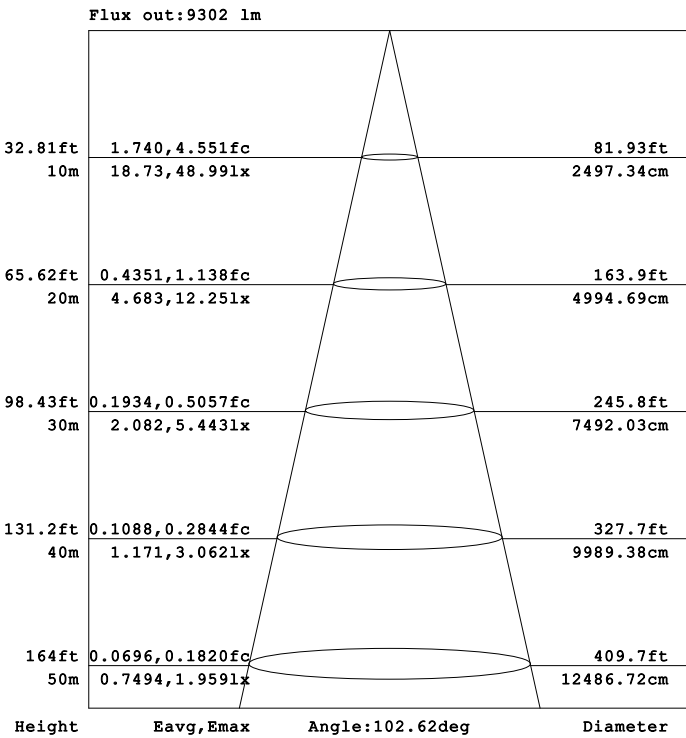 Flux out:9302 lm
32.81ft 1.740,4.551fc 81.93ft
10m 18.73,48.99lx 2497.34cm
65.62ft 0.4351,1.138fc 163.9ft
20m 4.683,12.25lx 4994.69cm
98.43ft 0.1934,0.5057fc 245.8ft
30m 2.082,5.443lx 7492.03cm
131.2ft 0.1088,0.2844fc 327.7ft
40m 1.171,3.062lx 9989.38cm
164ft 0.0696,0.1820fc 409.7ft
50m 0.7494,1.959lx 12486.72cm
Height Eavg,Emax Angle:102.62deg Diameter